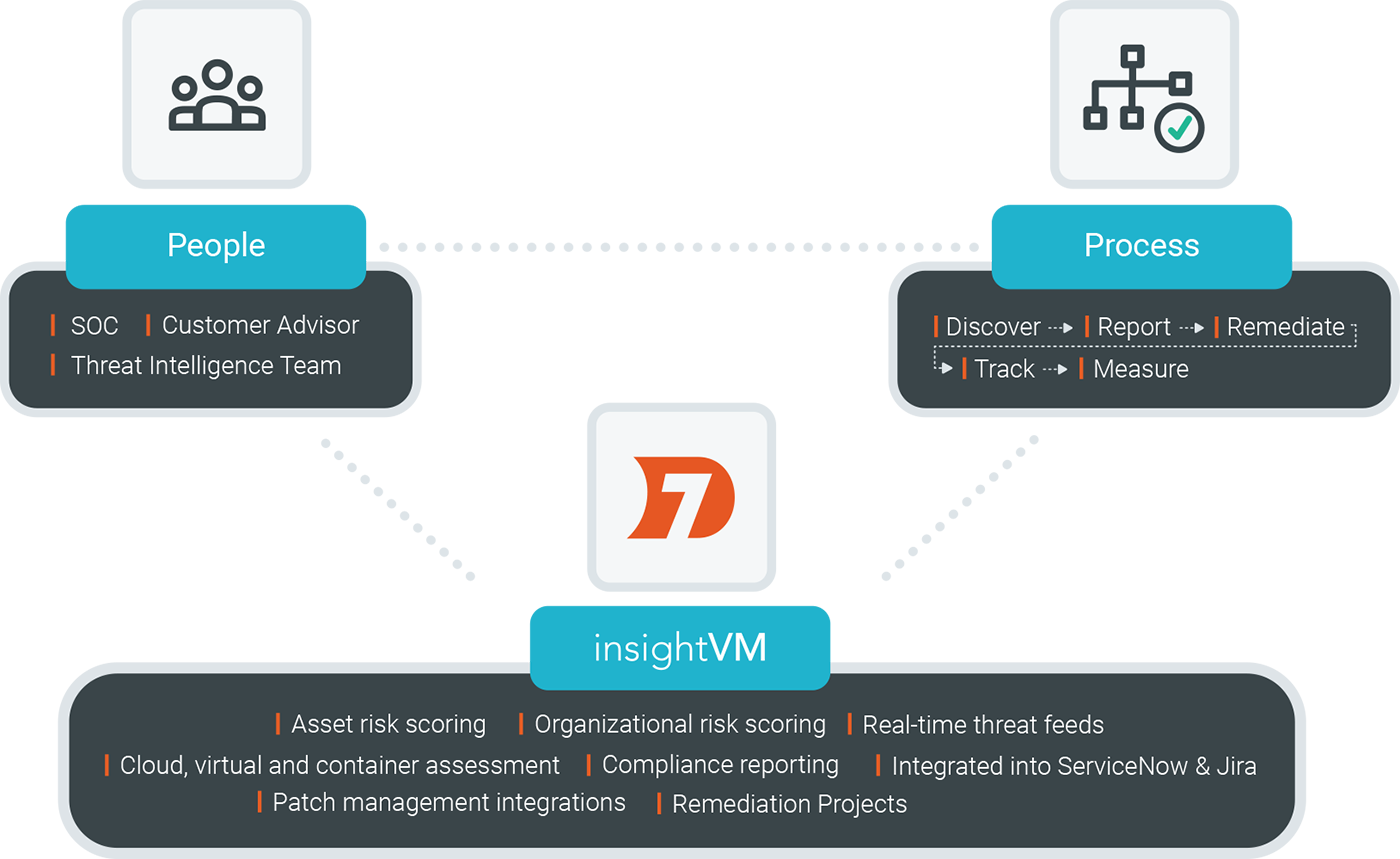 People
SOC Customer Advisor
Threat Intelligence Team
Process
Discover Report Remediate
Track Measure
7
insightVM
Asset risk scoring Organizational risk scoring Real-time threat feeds
Cloud, virtual and container assessment Compliance reporting Integrated into ServiceNow & Jira
Patch management integrations Remediation Projects